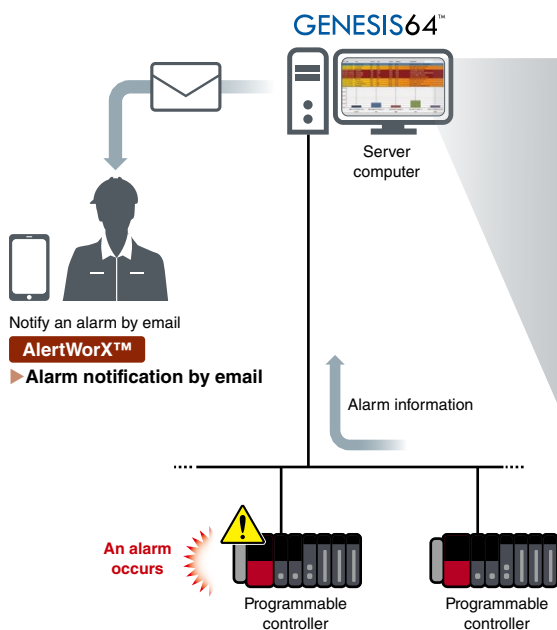 GENESIS64™
Server
computer
Notify an alarm by email
AlertWorX™
▶Alarm notification by email
Alarm information
An alarm
occurs
Programmable
controller
Programmable
controller